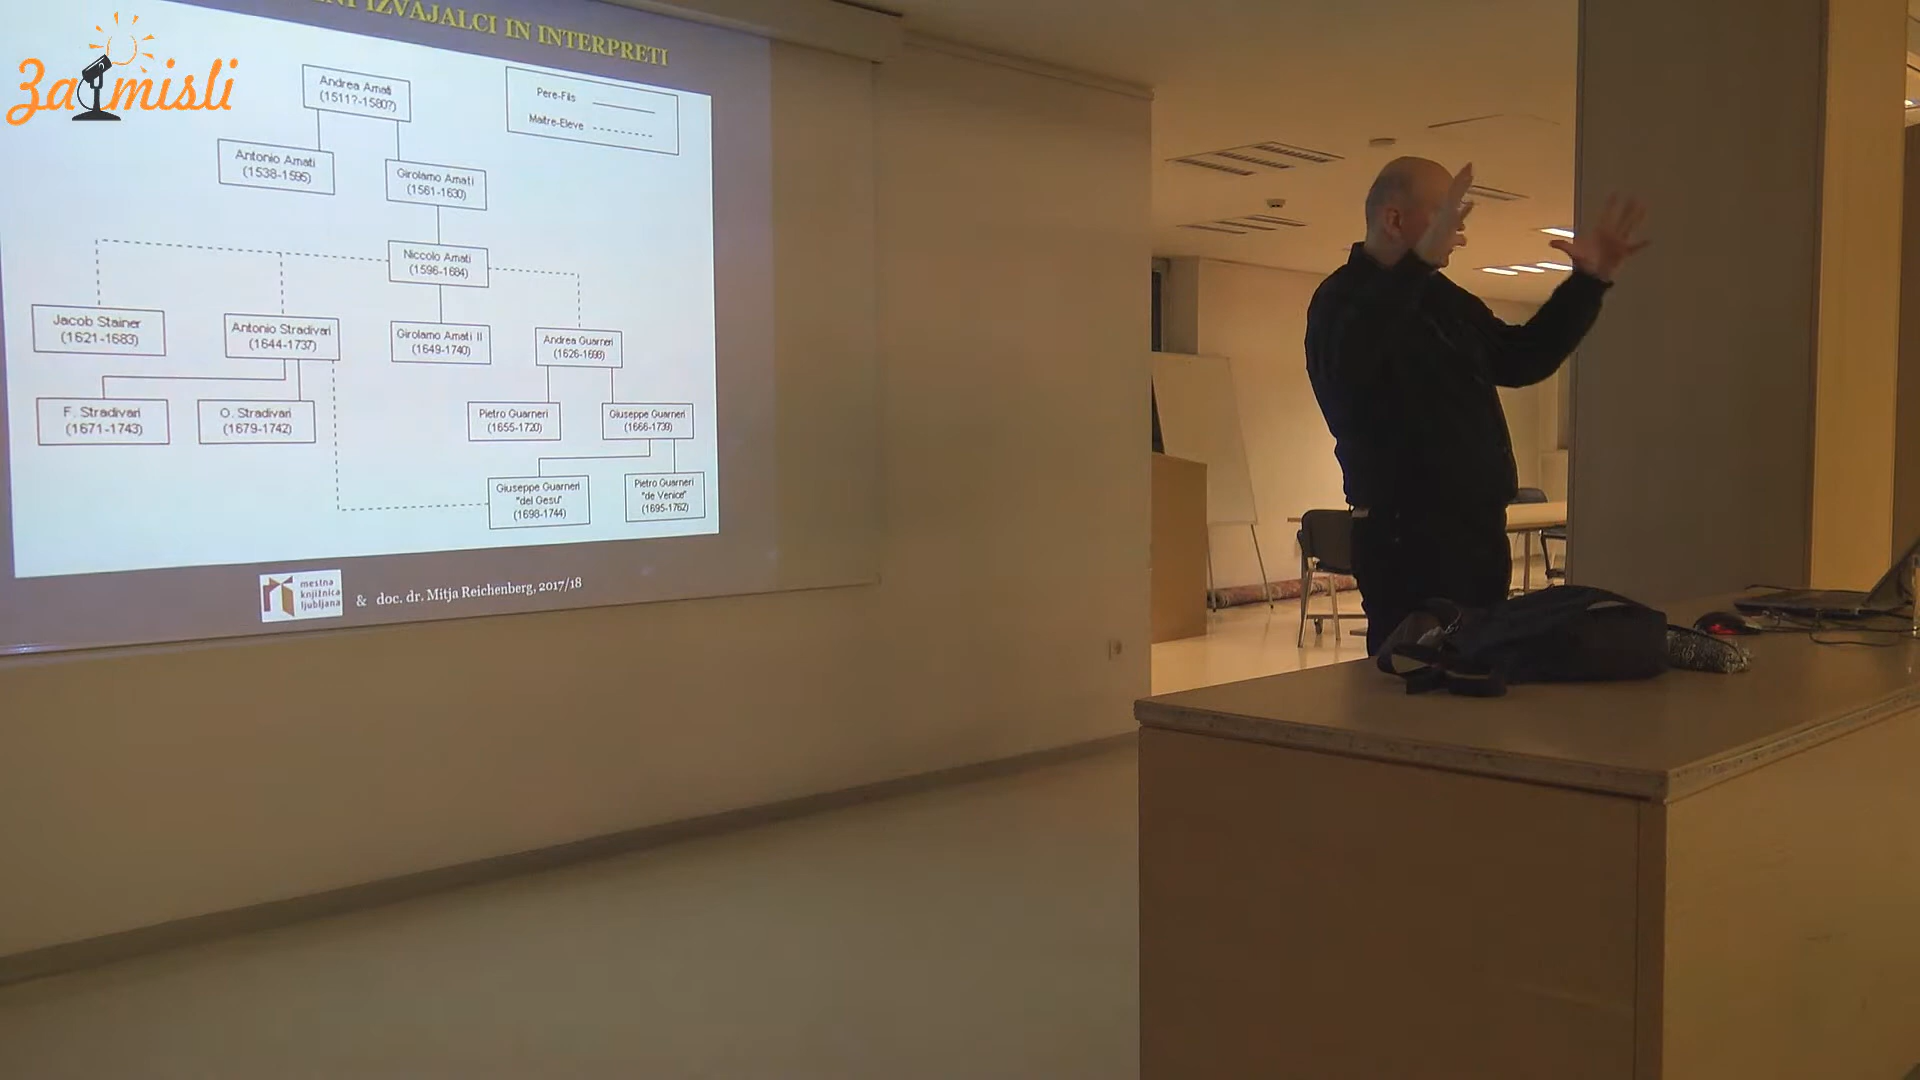 Zamisli
IZVAJALCI IN INTERPRETI
Andrea Amati
(1511?-1580?)
Pere-Fils
Maitre-Eleve
Antonio Amati
(1538-1595)
Girolamo Amati
(1561-1630)
Niccolo Amati
(1596-1684)
Jacob Stainer
(1621-1683)
Antonio Stradivari
(1644-1737)
Girolamo Amati II
(1649-1740)
Andrea Guarneri
(1626-1698)
F. Stradivari
(1671-1743)
O. Stradivari
(1679-1742)
Pietro Guarneri
(1655-1720)
Giuseppe Guarneri
(1666-1739)
Giuseppe Guarneri
"del Gesu"
(1698-1744)
Pietro Guarneri
"de Venice"
(1695-1762)
mestna
knjižnica
ljubljana
& doc. dr. Mitja Reichenberg, 2017/18